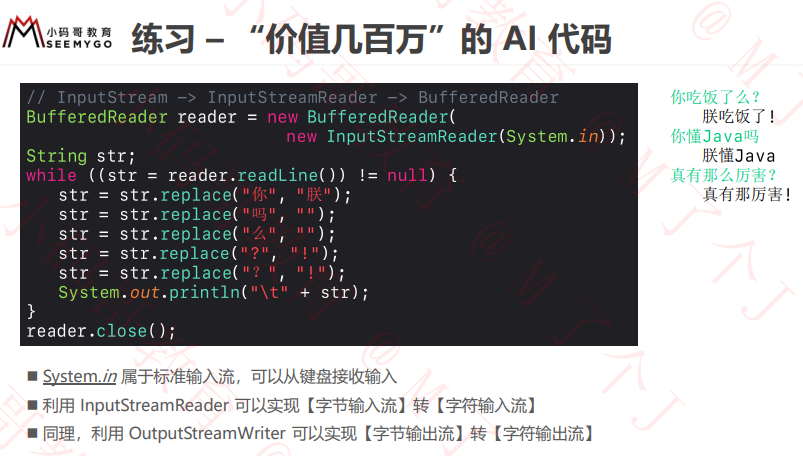 小码哥教育
SEEMYGO
练习 – “价值几百万”的 AI 代码
// InputStream -> InputStreamReader -> BufferedReader
BufferedReader reader = new BufferedReader(
new InputStreamReader(System.in));
String str;
while ((str = reader.readLine()) != null) {
str = str.replace("你", "朕");
str = str.replace("吗", "");
str = str.replace("么", "");
str = str.replace("?", "!");
str = str.replace("？", "!");
System.out.println("\t" + str);
}
reader.close();
你吃饭了么？
朕吃饭了!
你懂Java吗
朕懂Java
真有那么厉害？
真有那厉害!
■ System.in 属于标准输入流，可以从键盘接收输入
■ 利用 InputStreamReader 可以实现【字节输入流】转【字符输入流】
■ 同理，利用 OutputStreamWriter 可以实现【字节输出流】转【字符输出流】